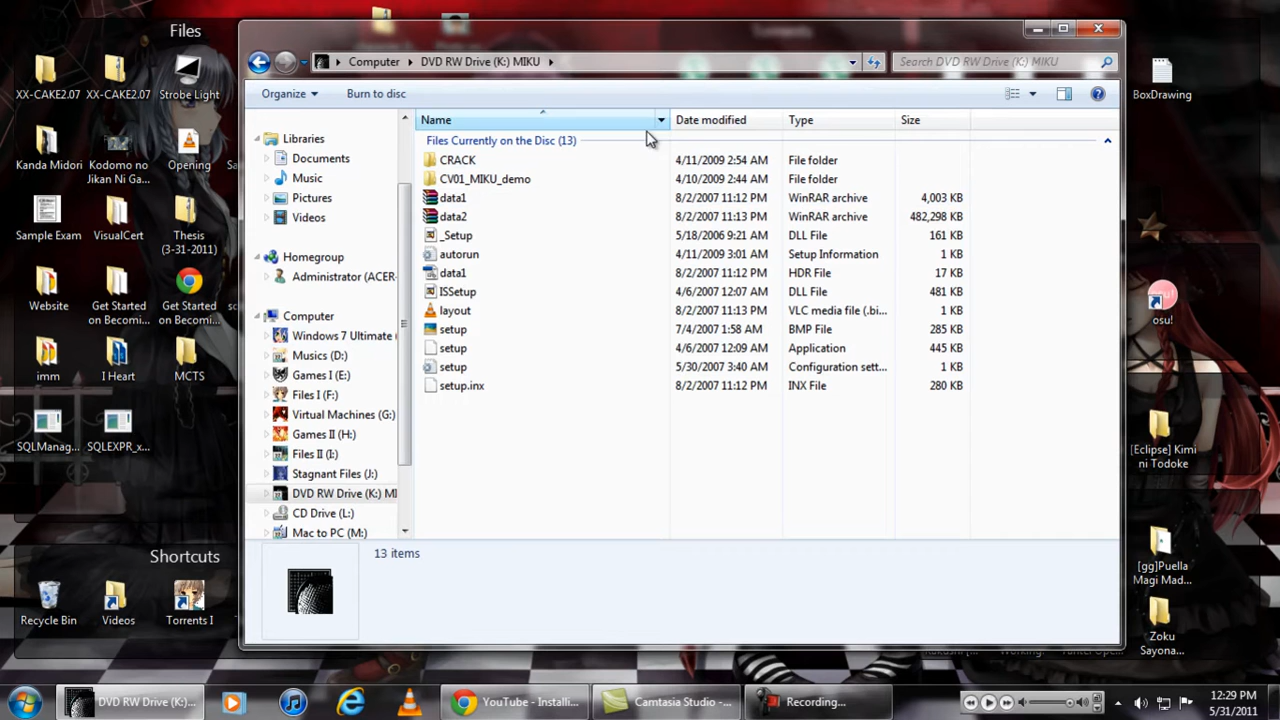 Files
XX-CAKE2.07
XX-CAKE2.07
Strobe Light
Kanda Midori
Kodomo no
Jikan Ni Ga...
Opening
Sample Exam
VisualCert
Thesis
(3-31-2011)
Website
Get Started
on Becomi...
Get Started
on Becomi...
imm
I Heart
MCTS
SQLManag...
SQLEXPR_x...
Shortcuts
Recycle Bin
Videos
Torrents I
Computer
DVD RW Drive (K:) MIKU
Search DVD RW Drive (K:) MIKU
Organize
Burn to disc
Libraries
Documents
Music
Pictures
Videos
Homegroup
Administrator (ACER-
Computer
Windows 7 Ultimate (
Musics (D:)
Games I (E:)
Files I (F:)
Virtual Machines (G:)
Games II (H:)
Files II (I:)
Stagnant Files (J:)
DVD RW Drive (K:) MI
CD Drive (L:)
Mac to PC (M:)
Name Date modified Type Size
Files Currently on the Disc (13)
CRACK 4/11/2009 2:54 AM File folder
CV01_MIKU_demo 4/10/2009 2:44 AM File folder
data1 8/2/2007 11:12 PM WinRAR archive 4,003 KB
data2 8/2/2007 11:13 PM WinRAR archive 482,298 KB
_Setup 5/18/2006 9:21 AM DLL File 161 KB
autorun 4/11/2009 3:01 AM Setup Information 1 KB
data1 8/2/2007 11:12 PM HDR File 17 KB
ISSetup 4/6/2007 12:07 AM DLL File 481 KB
layout 8/2/2007 11:13 PM VLC media file (.bi... 1 KB
setup 7/4/2007 1:58 AM BMP File 285 KB
setup 4/6/2007 12:09 AM Application 445 KB
setup 5/30/2007 3:40 AM Configuration sett... 1 KB
setup.inx 8/2/2007 11:12 PM INX File 280 KB
13 items
BoxDrawing
osu!
[Eclipse] Kimi
ni Todoke
[gg]Puella
Magi Mad...
Zoku
Sayona...
DVD RW Drive (K:)...
YouTube - Installi...
Camtasia Studio -...
Recording...
12:29 PM
5/31/2011